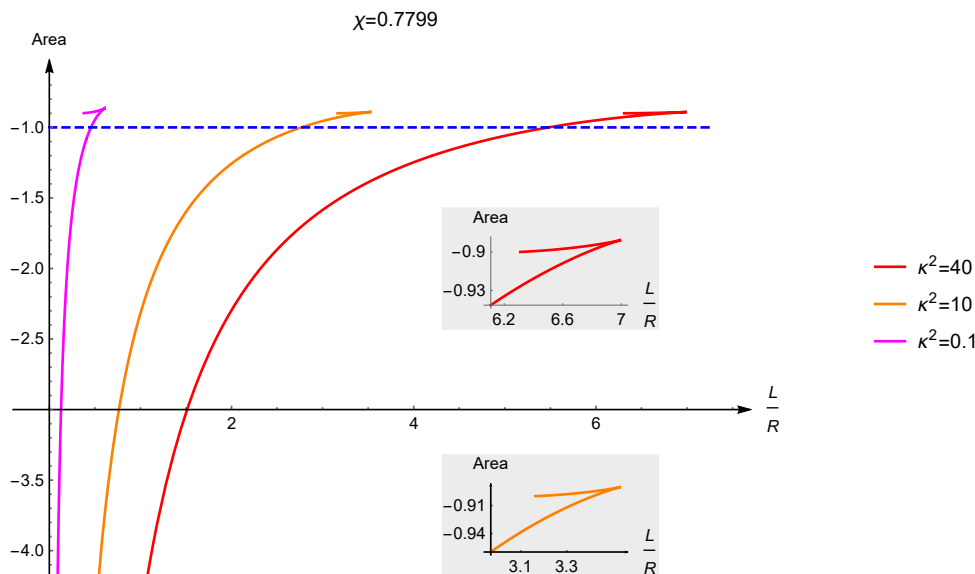 χ=0.7799
Area
−1.0
−1.5
−2.0
−2.5
−3.5
−4.0
2
4
6
L
R
Area
−0.9
−0.93
6.2
6.6
7
L
R
Area
−0.91
−0.94
3.1
3.3
L
R
κ²=40
κ²=10
κ²=0.1